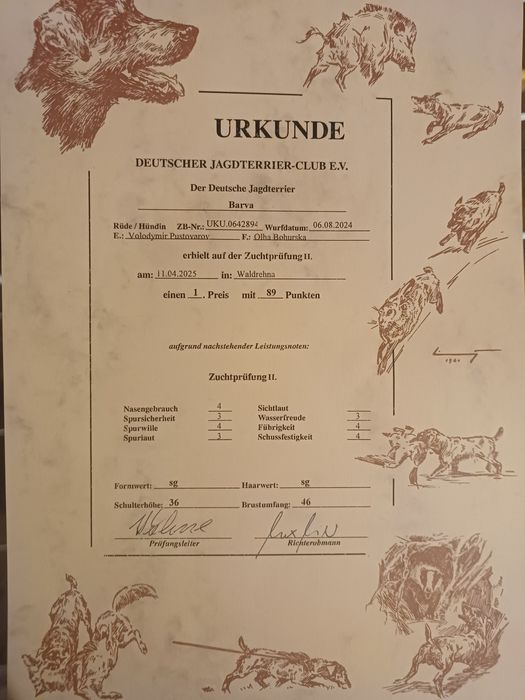 URKUNDE
DEUTSCHER JAGDTERRIER-CLUB E.V.
Der Deutsche Jagdterrier
Barva
Rüde / Hündin ZB-Nr.: UKU.0642894 Wurfdatum: 06.08.2024
E.: Volodymir Pustovarov F.: Olha Bohurska
erhielt auf der Zuchtprüfung II.
am: 11.04.2025 in: Waldrehna
einen 1. Preis mit 89 Punkten
aufgrund nachstehender Leistungsnoten:
Zuchtprüfung II.
Nasengebrauch 4 Sichtlaut
Spursicherheit 3 Wasserfreude 3
Spurwille 4 Führigkeit 4
Spurlaut 3 Schussfestigkeit 4
Formwert: sg Haarwert: sg
Schulterhöhe: 36 Brustumfang: 46
Prüfungsleiter Richterobmann